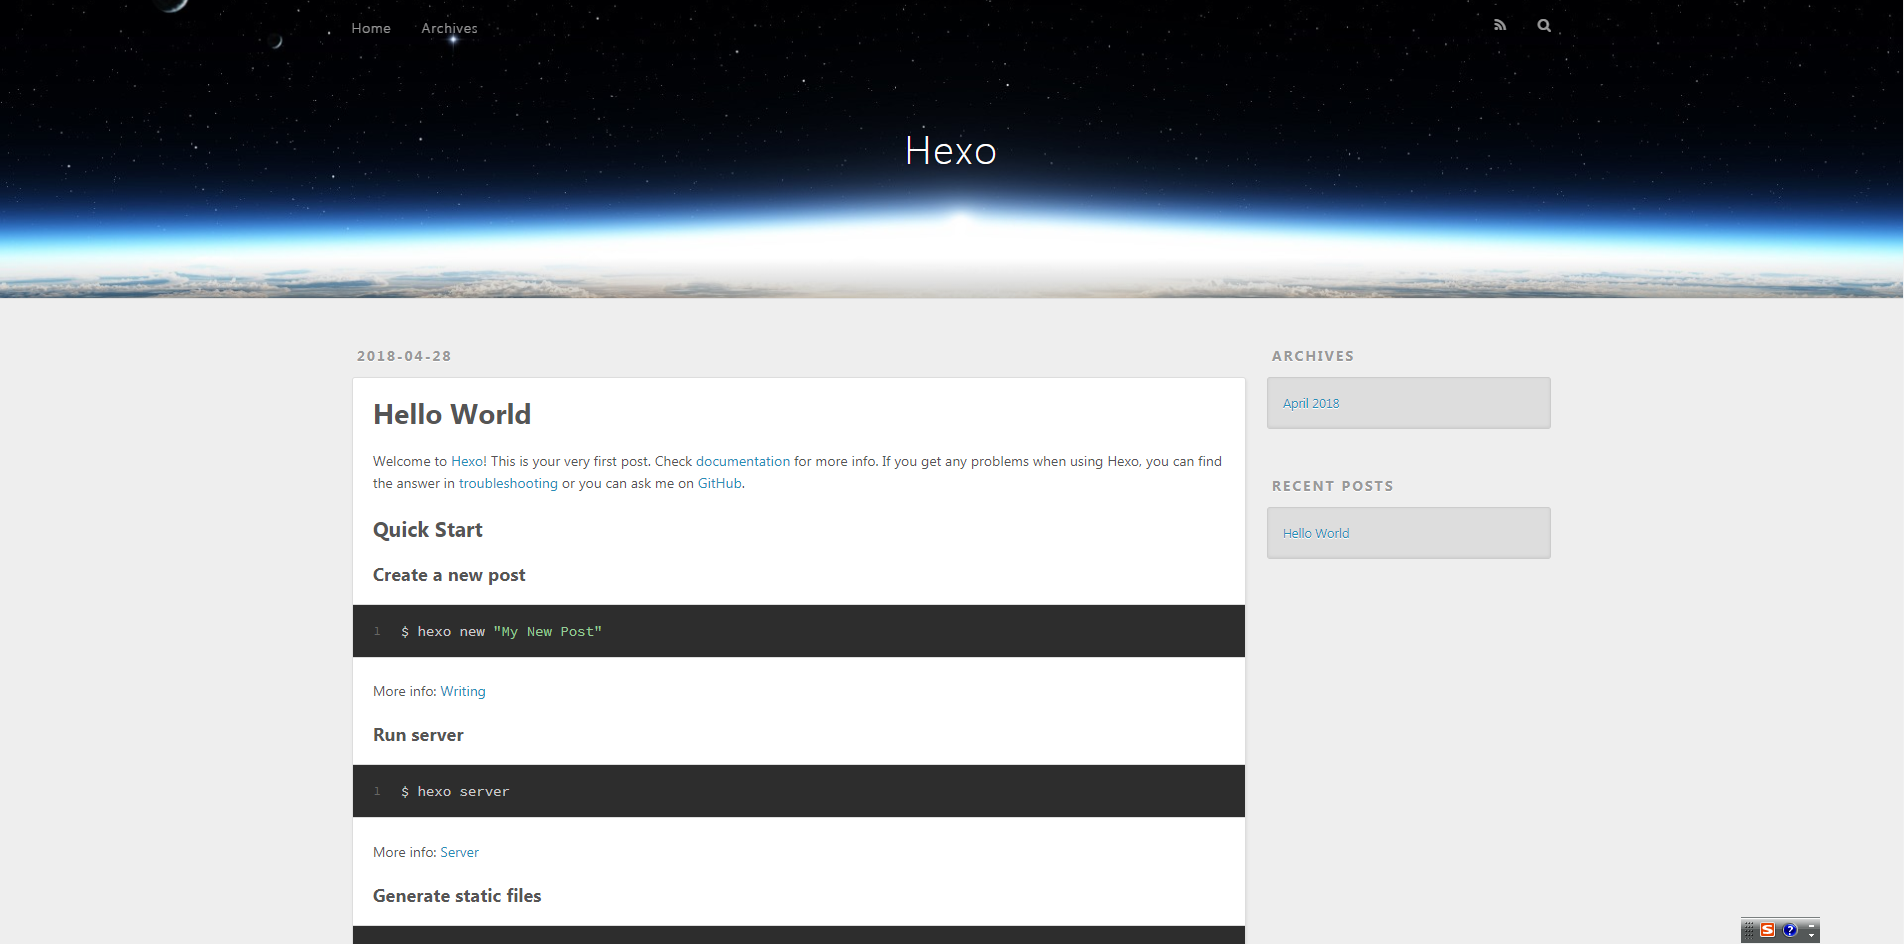 Home Archives
Hexo
2018-04-28
Hello World
Welcome to Hexo! This is your very first post. Check documentation for more info. If you get any problems when using Hexo, you can find
the answer in troubleshooting or you can ask me on GitHub.
Quick Start
Create a new post
1 $ hexo new "My New Post"
More info: Writing
Run server
1 $ hexo server
More info: Server
Generate static files
ARCHIVES
April 2018
RECENT POSTS
Hello World
S ?